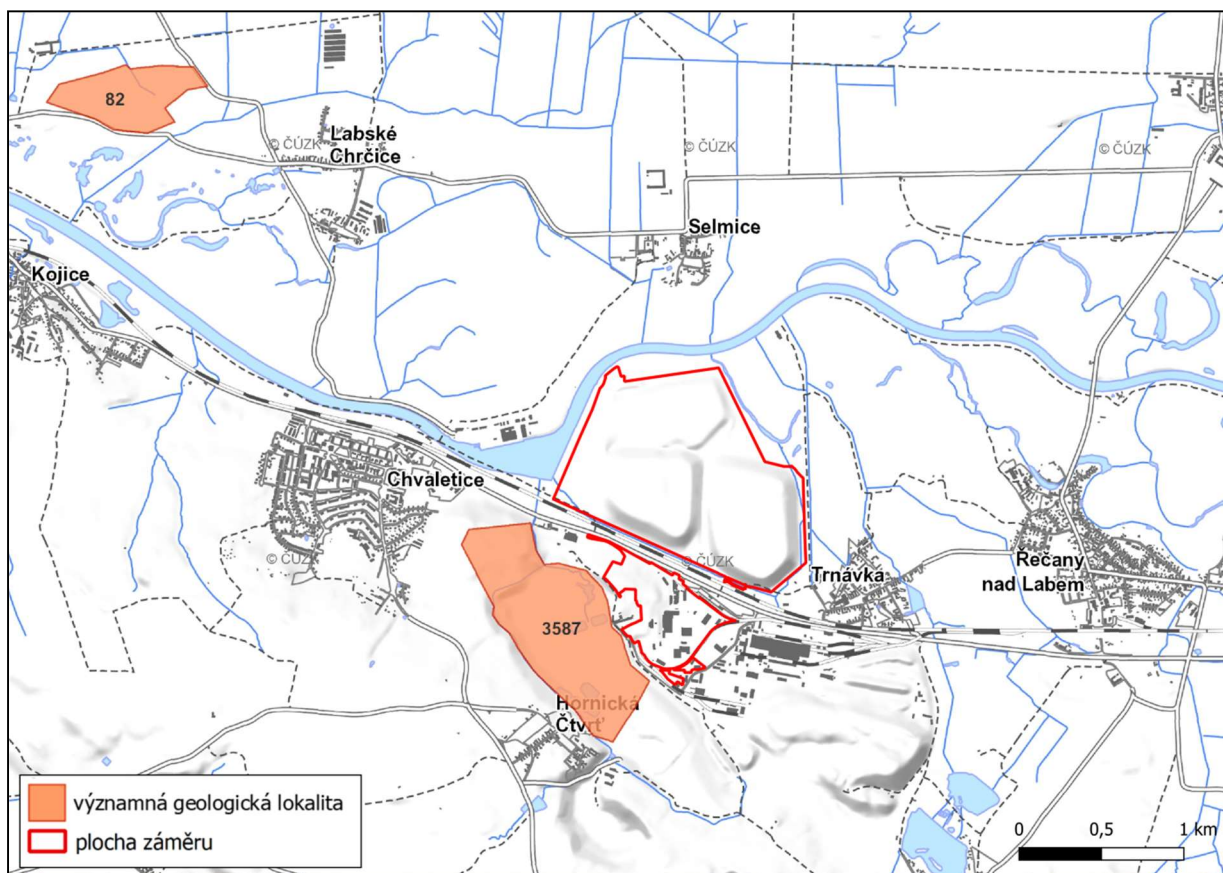 82
Labské
Chrčice
© ČÚZK
© ČÚZK
© ČÚZK
Selmice
Kojice
Chvaletice
© ČÚZK
© ČÚZK
Trnávka
Řečany
nad Labem
3587
Hornická
Čtvrť
významná geologická lokalita
plocha záměru
0 0,5 1 km